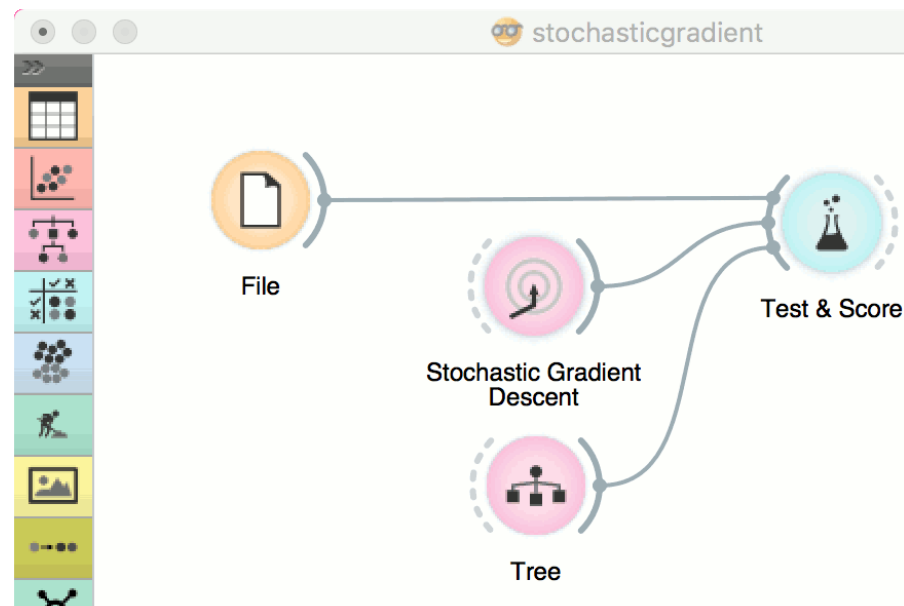 stochasticgradient
File
Test & Score
Stochastic Gradient
Descent
Tree